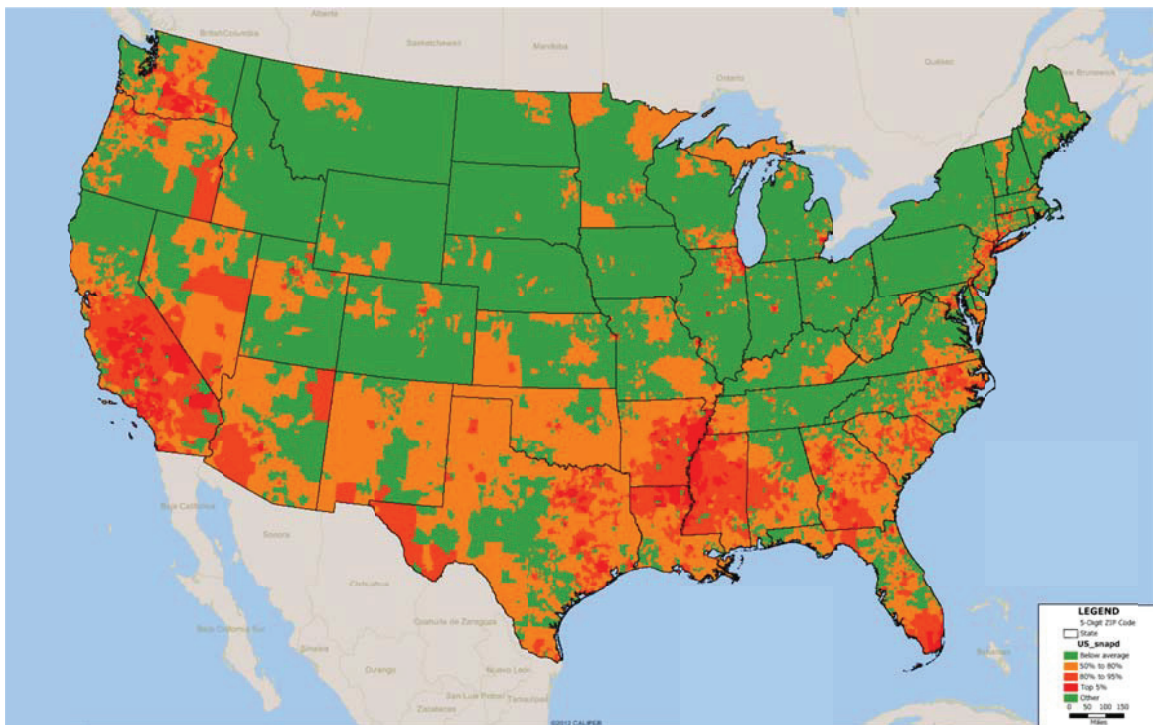 Alberta
British Columbia
Saskatchewan
Manitoba
Ontario
Québec
New Brunswick
Baja California
Sonora
Chihuahua
Coahuila de Zaragoza
Baja California Sur
Sinaloa
Durango
Nuevo León
San Luis Potosí
Tamaulipas
Zacatecas
Bahamas
©2012 CALIPER
LEGEND
5-Digit ZIP Code
State
US_snapd
Below average
50% to 80%
80% to 95%
Top 5%
Other
0 50 100 150
Miles